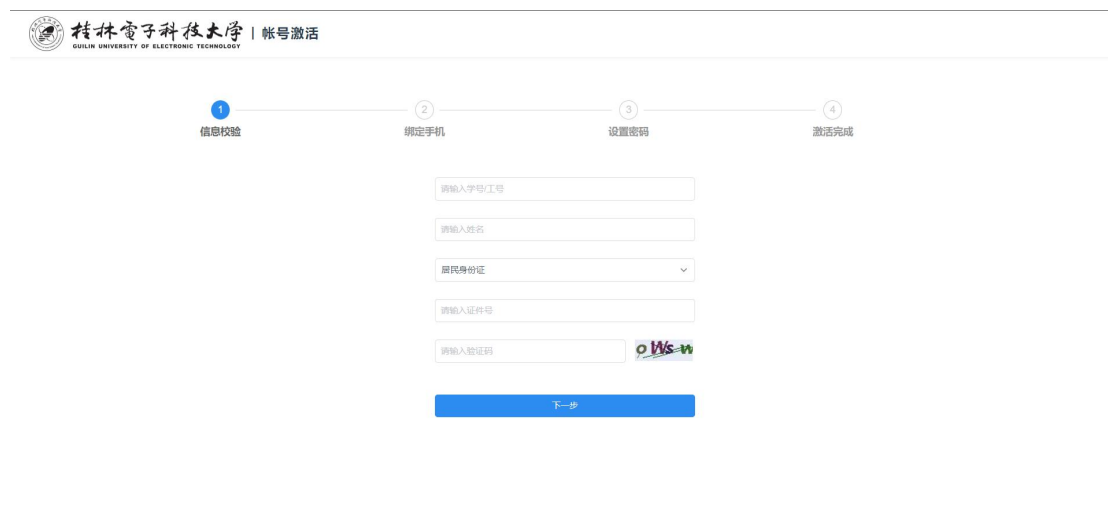 桂林電子科技大学 | 帐号激活
GUILIN UNIVERSITY OF ELECTRONIC TECHNOLOGY
1 2 3 4
信息校验 绑定手机 设置密码 激活完成
请输入学号/工号
请输入姓名
居民身份证
请输入证件号
请输入验证码
下一步